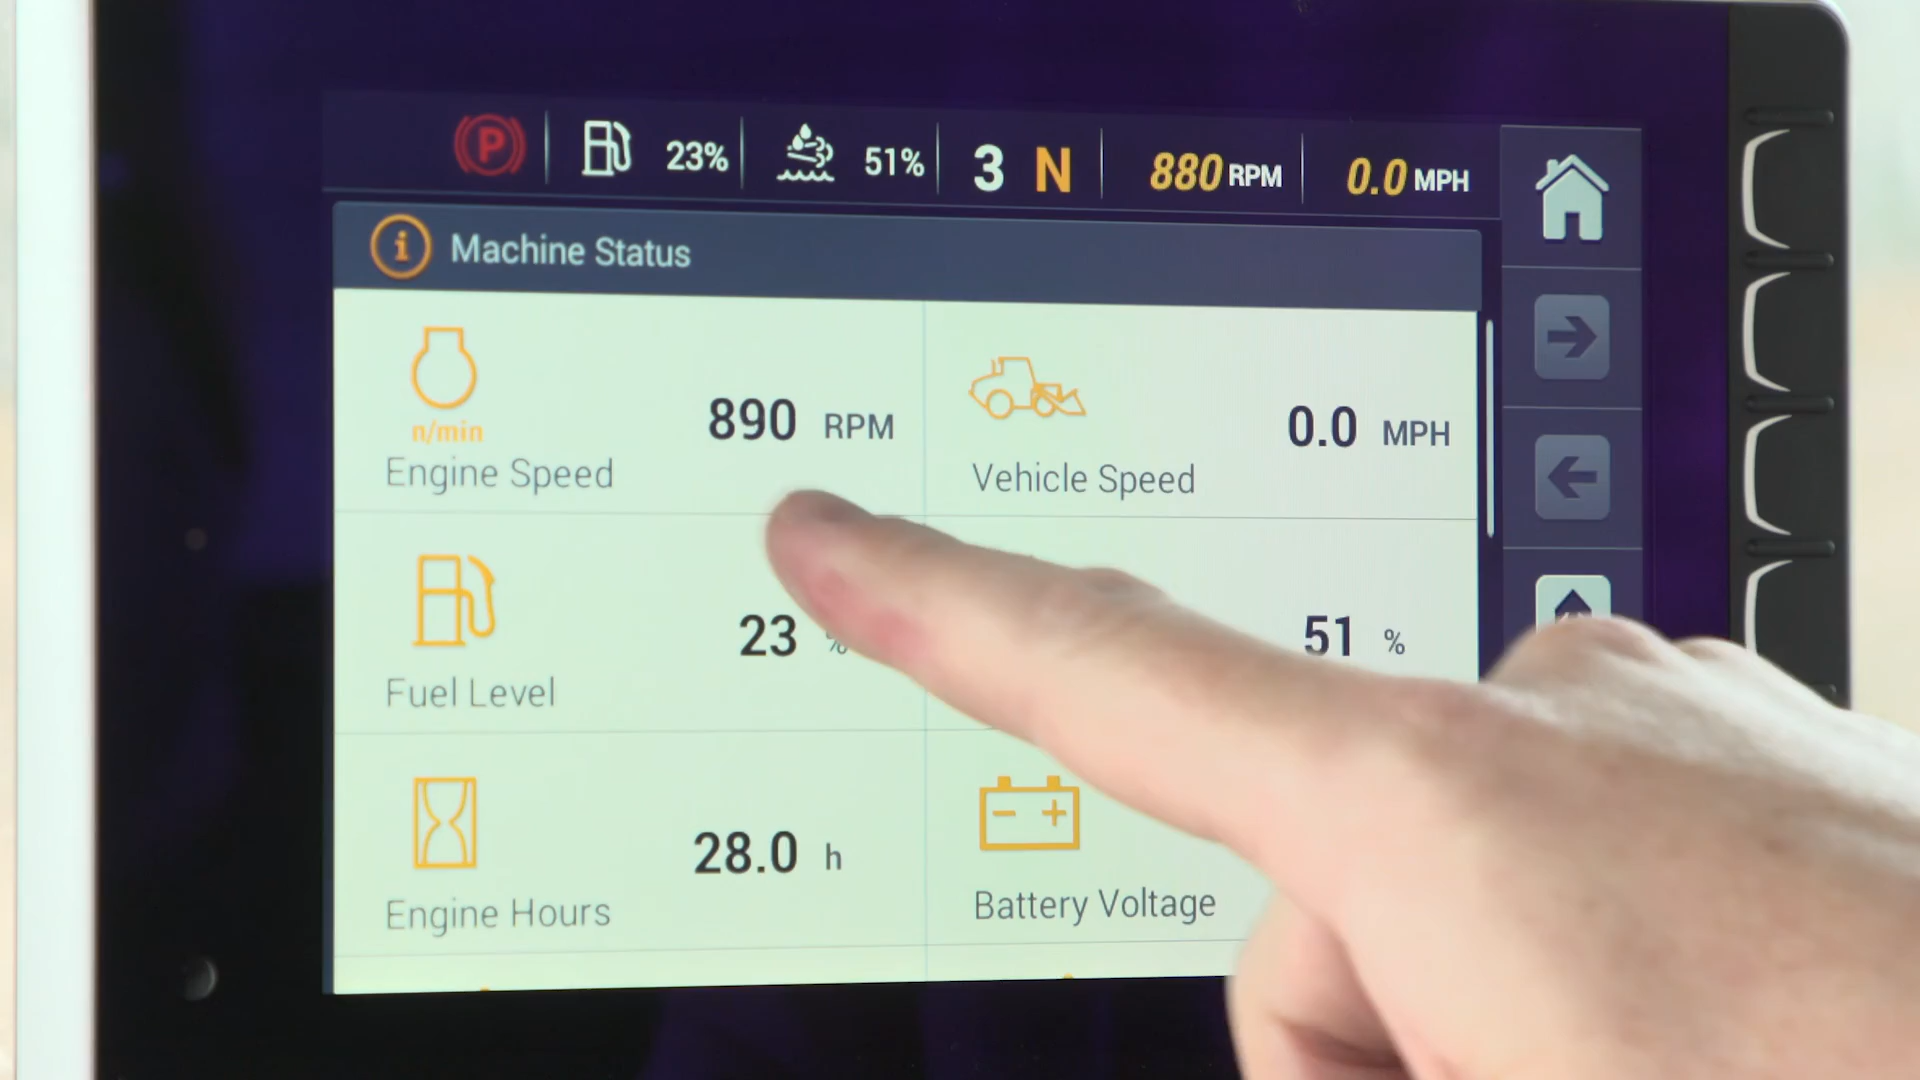 P 23% 51% 3 N 880 RPM 0.0 MPH
i Machine Status
n/min
890 RPM
Engine Speed
0.0 MPH
Vehicle Speed
23 %
Fuel Level
51 %
28.0 h
Engine Hours
- +
Battery Voltage